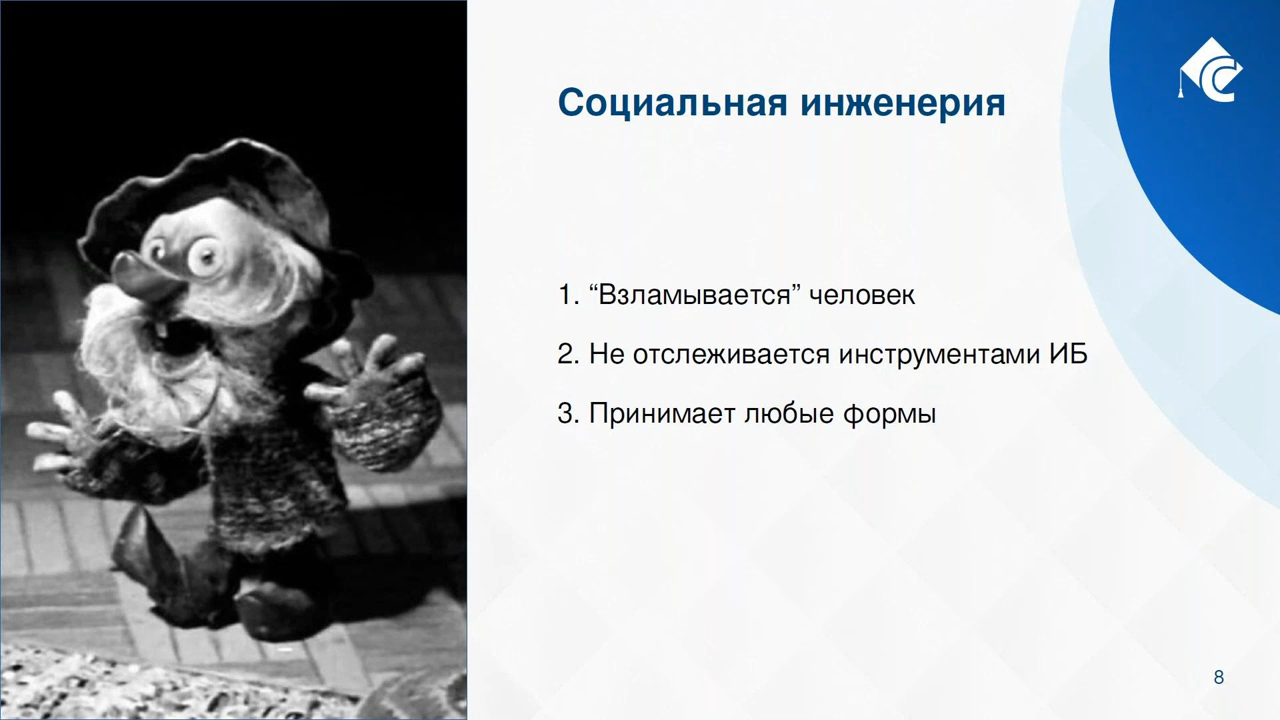 Социальная инженерия
1. “Взламывается” человек
2. Не отслеживается инструментами ИБ
3. Принимает любые формы
8